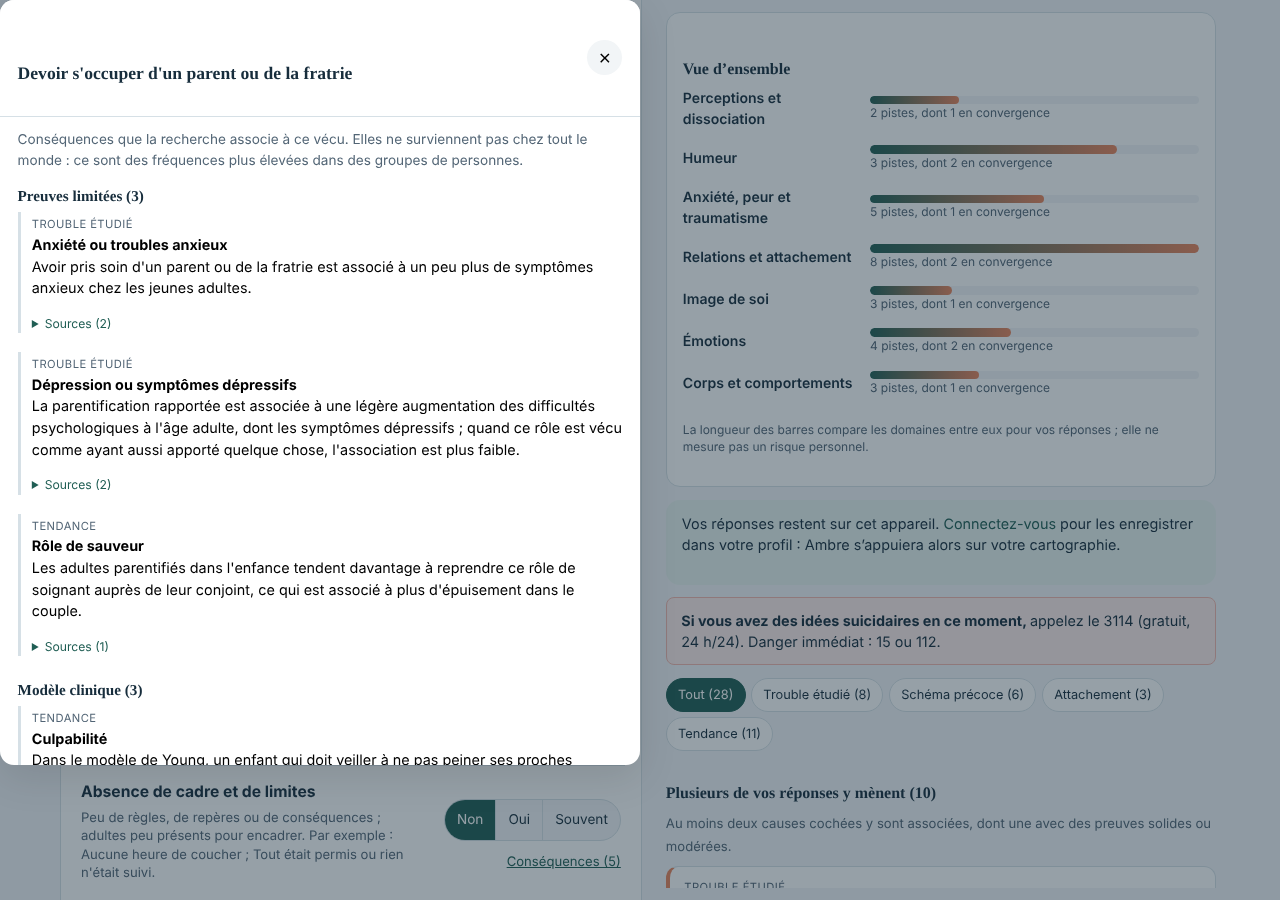 Devoir s'occuper d'un parent ou de la fratrie
×
Conséquences que la recherche associe à ce vécu. Elles ne surviennent pas chez tout le
monde : ce sont des fréquences plus élevées dans des groupes de personnes.
Preuves limitées (3)
TROUBLE ÉTUDIÉ
Anxiété ou troubles anxieux
Avoir pris soin d'un parent ou de la fratrie est associé à un peu plus de symptômes
anxieux chez les jeunes adultes.
Sources (2)
TROUBLE ÉTUDIÉ
Dépression ou symptômes dépressifs
La parentification rapportée est associée à une légère augmentation des difficultés
psychologiques à l'âge adulte, dont les symptômes dépressifs ; quand ce rôle est vécu
comme ayant aussi apporté quelque chose, l'association est plus faible.
Sources (2)
TENDANCE
Rôle de sauveur
Les adultes parentifiés dans l'enfance tendent davantage à reprendre ce rôle de
soignant auprès de leur conjoint, ce qui est associé à plus d'épuisement dans le
couple.
Sources (1)
Modèle clinique (3)
TENDANCE
Culpabilité
Dans le modèle de Young, un enfant qui doit veiller à ne pas peiner ses proches
Absence de cadre et de limites
Peu de règles, de repères ou de conséquences ;
adultes peu présents pour encadrer. Par exemple :
Aucune heure de coucher ; Tout était permis ou rien
n'était suivi.
Non
Oui
Souvent
Conséquences (5)
Vue d’ensemble
Perceptions et
dissociation
2 pistes, dont 1 en convergence
Humeur
3 pistes, dont 2 en convergence
Anxiété, peur et
traumatisme
5 pistes, dont 1 en convergence
Relations et attachement
8 pistes, dont 2 en convergence
Image de soi
3 pistes, dont 1 en convergence
Émotions
4 pistes, dont 2 en convergence
Corps et comportements
3 pistes, dont 1 en convergence
La longueur des barres compare les domaines entre eux pour vos réponses ; elle ne
mesure pas un risque personnel.
Vos réponses restent sur cet appareil. Connectez-vous pour les enregistrer
dans votre profil : Ambre s’appuiera alors sur votre cartographie.
Si vous avez des idées suicidaires en ce moment, appelez le 3114 (gratuit,
24 h/24). Danger immédiat : 15 ou 112.
Tout (28)
Trouble étudié (8)
Schéma précoce (6)
Attachement (3)
Tendance (11)
Plusieurs de vos réponses y mènent (10)
Au moins deux causes cochées y sont associées, dont une avec des preuves solides ou
modérées.
TROUBLE ÉTUDIÉ